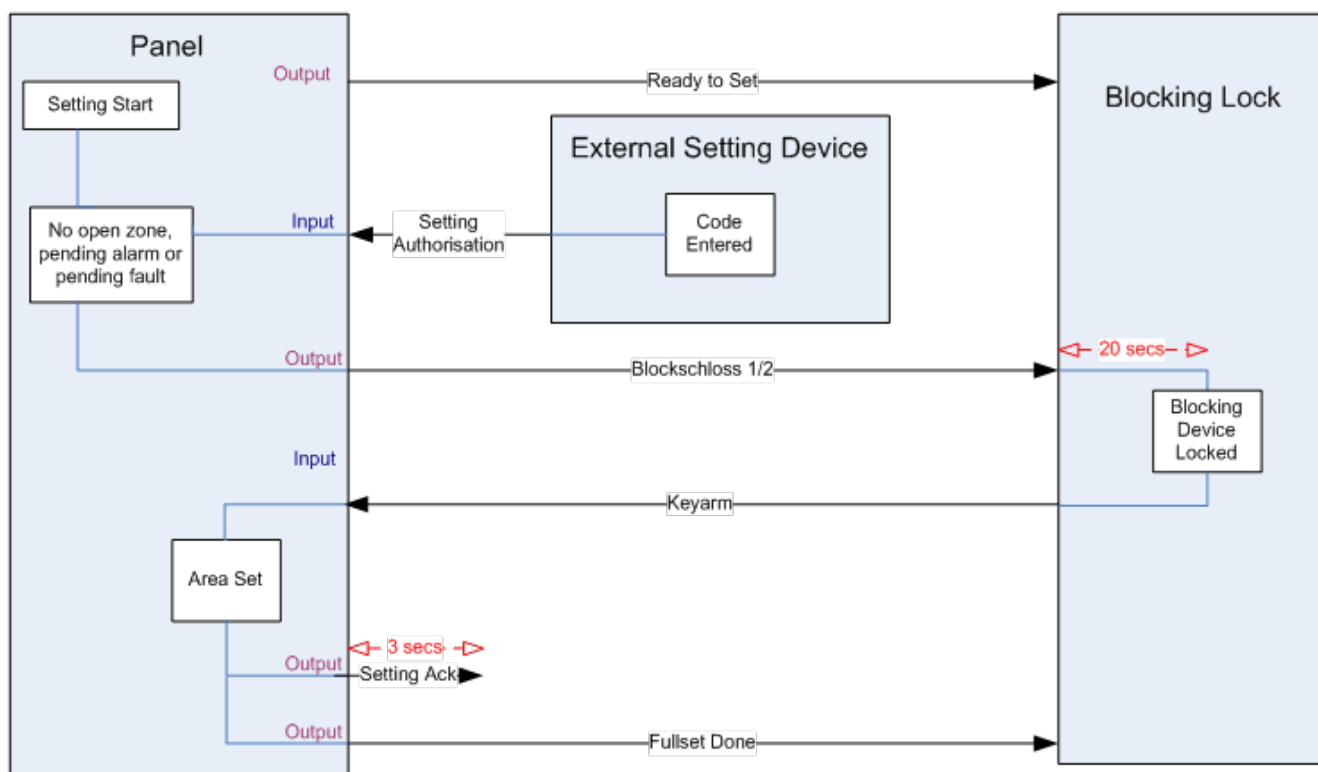 Panel
Output
Ready to Set
Blocking Lock
Setting Start
External Setting Device
Input
Setting
Authorisation
Code
Entered
No open zone,
pending alarm or
pending fault
Output
Blockschloss 1/2
20 secs
Blocking
Device
Locked
Input
Keyarm
Area Set
3 secs
Output
Setting Ack
Output
Fullset Done